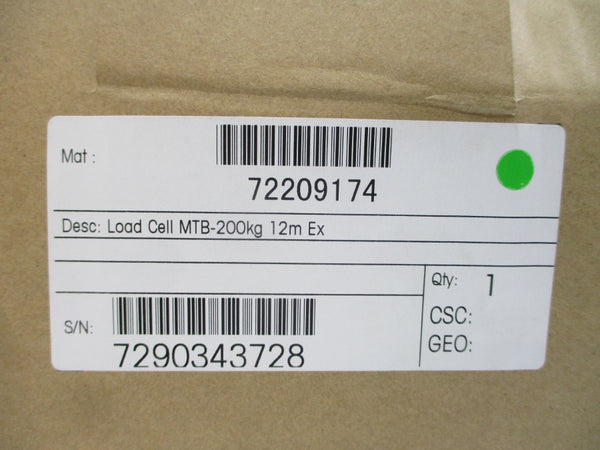 Mat :
72209174
Desc: Load Cell MTB-200kg 12m Ex
Qty: 1
CSC:
S/N:
7290343728
GEO: